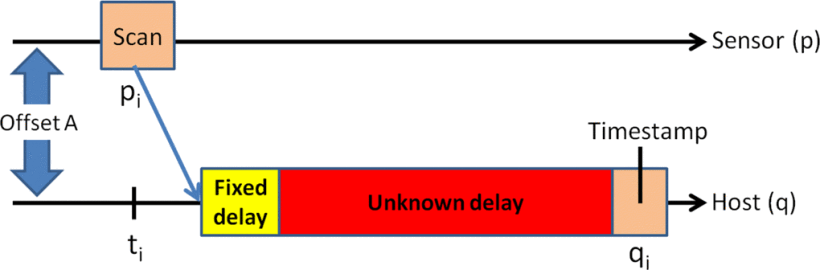 Scan
Sensor (p)
pᵢ
Offset A
Timestamp
Fixed
delay
Unknown delay
Host (q)
tᵢ
qᵢ